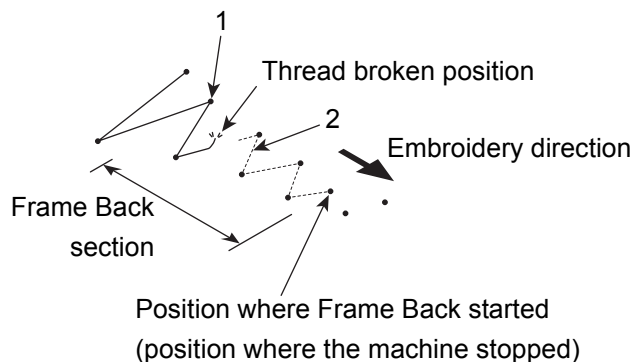 1
Thread broken position
2
Embroidery direction
Frame Back
section
Position where Frame Back started
(position where the machine stopped)